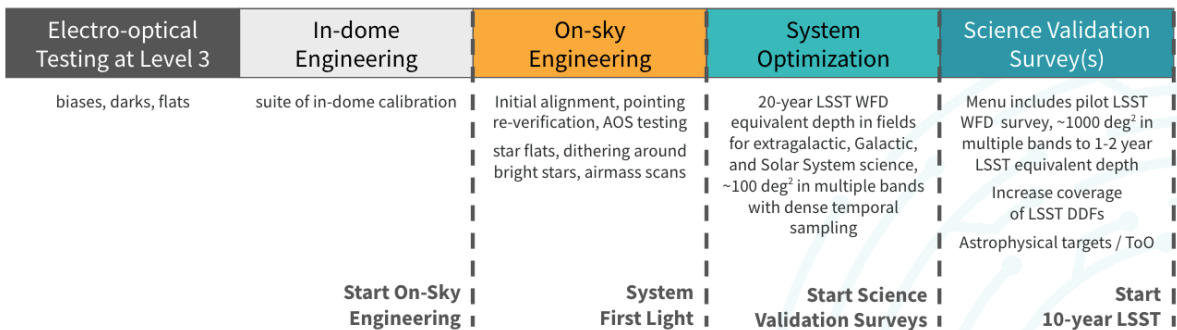 Electro-optical
Testing at Level 3
In-dome
Engineering
On-sky
Engineering
System
Optimization
Science Validation
Survey(s)
biases, darks, flats
suite of in-dome calibration
Initial alignment, pointing
re-verification, AOS testing
star flats, dithering around
bright stars, airmass scans
20-year LSST WFD
equivalent depth in fields
for extragalactic, Galactic,
and Solar System science,
~100 deg² in multiple bands
with dense temporal
sampling
Menu includes pilot LSST
WFD survey, ~1000 deg² in
multiple bands to 1-2 year
LSST equivalent depth
Increase coverage
of LSST DDFs
Astrophysical targets / ToO
Start On-Sky
Engineering
System
First Light
Start Science
Validation Surveys
Start
10-year LSST